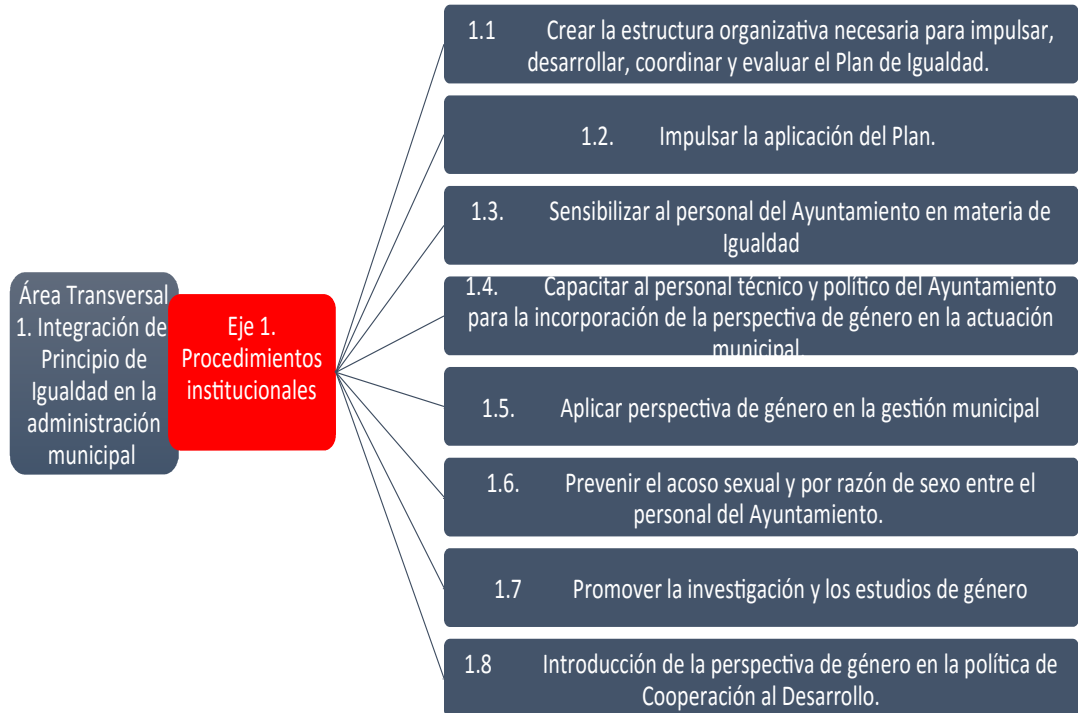 Área Transversal
1. Integración de
Principio de
Igualdad en la
administración
municipal
Eje 1.
Procedimientos
institucionales
1.1 Crear la estructura organizativa necesaria para impulsar,
desarrollar, coordinar y evaluar el Plan de Igualdad.
1.2. Impulsar la aplicación del Plan.
1.3. Sensibilizar al personal del Ayuntamiento en materia de
Igualdad
1.4. Capacitar al personal técnico y político del Ayuntamiento
para la incorporación de la perspectiva de género en la actuación
municipal.
1.5. Aplicar perspectiva de género en la gestión municipal
1.6. Prevenir el acoso sexual y por razón de sexo entre el
personal del Ayuntamiento.
1.7 Promover la investigación y los estudios de género
1.8 Introducción de la perspectiva de género en la política de
Cooperación al Desarrollo.